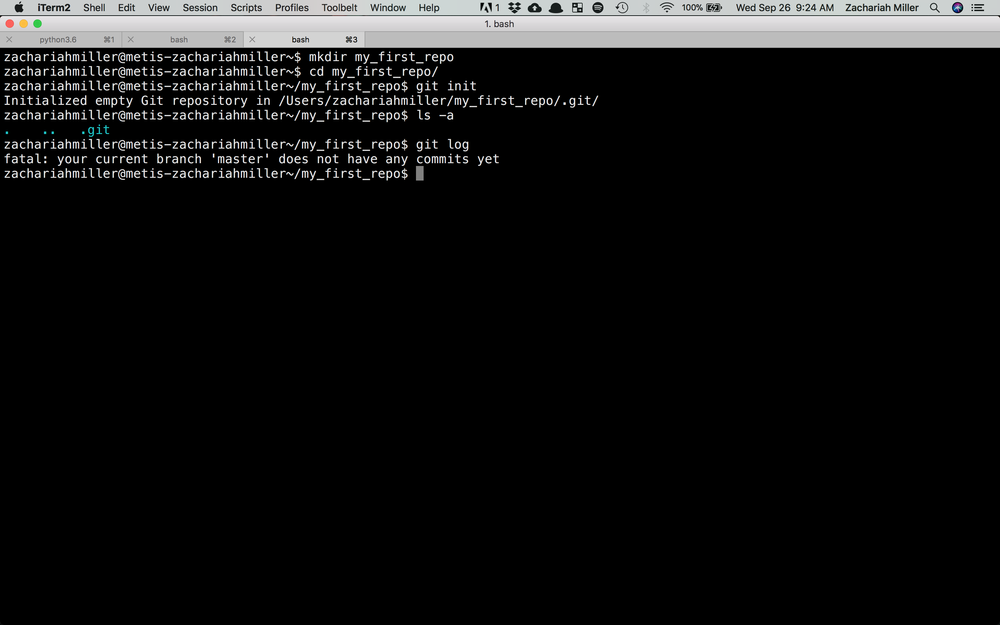 iTerm2 Shell Edit View Session Scripts Profiles Toolbelt Window Help 1 100% Wed Sep 26 9:24 AM Zachariah Miller
1. bash
python3.6 ⌘1 bash ⌘2 bash ⌘3
zachariahmiller@metis-zachariahmiller~$ mkdir my_first_repo
zachariahmiller@metis-zachariahmiller~$ cd my_first_repo/
zachariahmiller@metis-zachariahmiller~/my_first_repo$ git init
Initialized empty Git repository in /Users/zachariahmiller/my_first_repo/.git/
zachariahmiller@metis-zachariahmiller~/my_first_repo$ ls -a
. .. .git
zachariahmiller@metis-zachariahmiller~/my_first_repo$ git log
fatal: your current branch 'master' does not have any commits yet
zachariahmiller@metis-zachariahmiller~/my_first_repo$